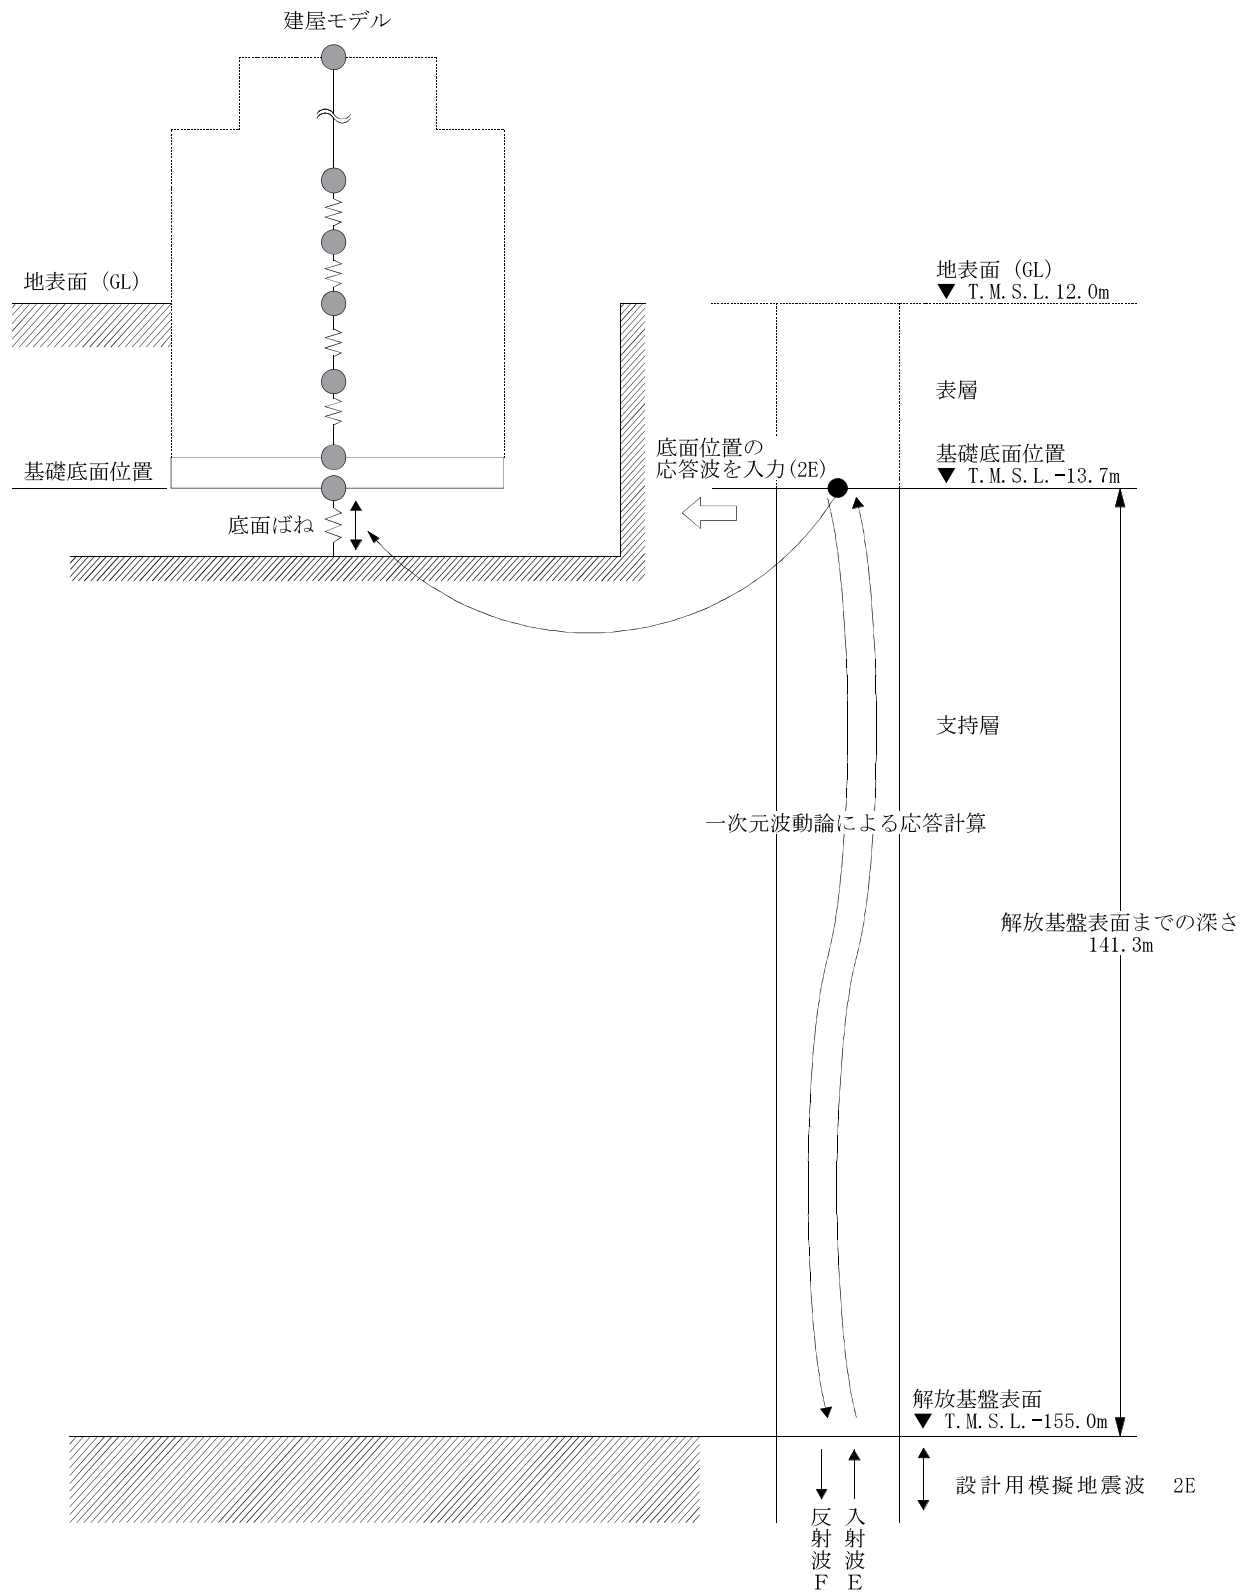 建屋モデル
地表面（GL）
地表面（GL）
▼ T.M.S.L.12.0m
表層
底面位置の
応答波を入力(2E)
基礎底面位置
▼ T.M.S.L.-13.7m
基礎底面位置
底面ばね
支持層
一次元波動論による応答計算
解放基盤表面までの深さ
141.3m
解放基盤表面
▼ T.M.S.L.-155.0m
設計用模擬地震波　2E
反射波F
入射波E